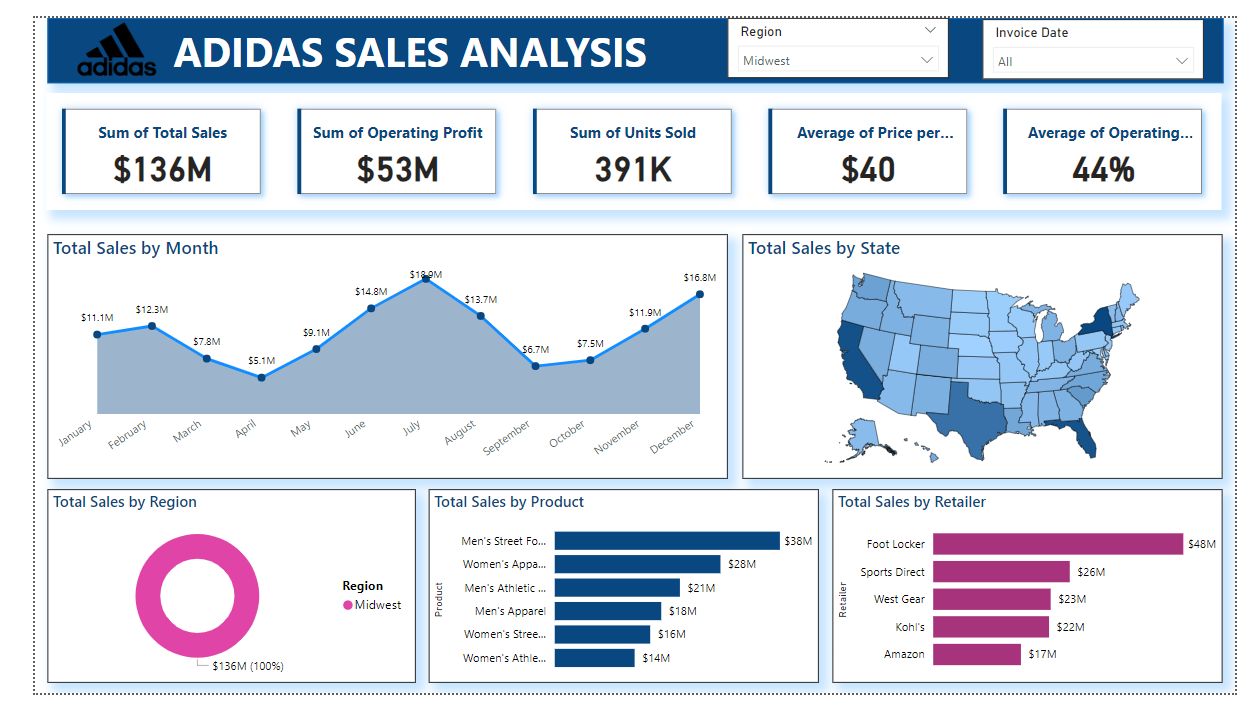 adidas
ADIDAS SALES ANALYSIS
Region
Midwest
Invoice Date
All
Sum of Total Sales
$136M
Sum of Operating Profit
$53M
Sum of Units Sold
391K
Average of Price per...
$40
Average of Operating...
44%
Total Sales by Month
$11.1M
$12.3M
$7.8M
$5.1M
$9.1M
$14.8M
$18.9M
$13.7M
$6.7M
$7.5M
$11.9M
$16.8M
January
February
March
April
May
June
July
August
September
October
November
December
Total Sales by State
Total Sales by Region
$136M (100%)
Region
Midwest
Total Sales by Product
Product
Men's Street Fo... $38M
Women's Appa... $28M
Men's Athletic ... $21M
Men's Apparel $18M
Women's Stree... $16M
Women's Athle... $14M
Total Sales by Retailer
Retailer
Foot Locker $48M
Sports Direct $26M
West Gear $23M
Kohl's $22M
Amazon $17M